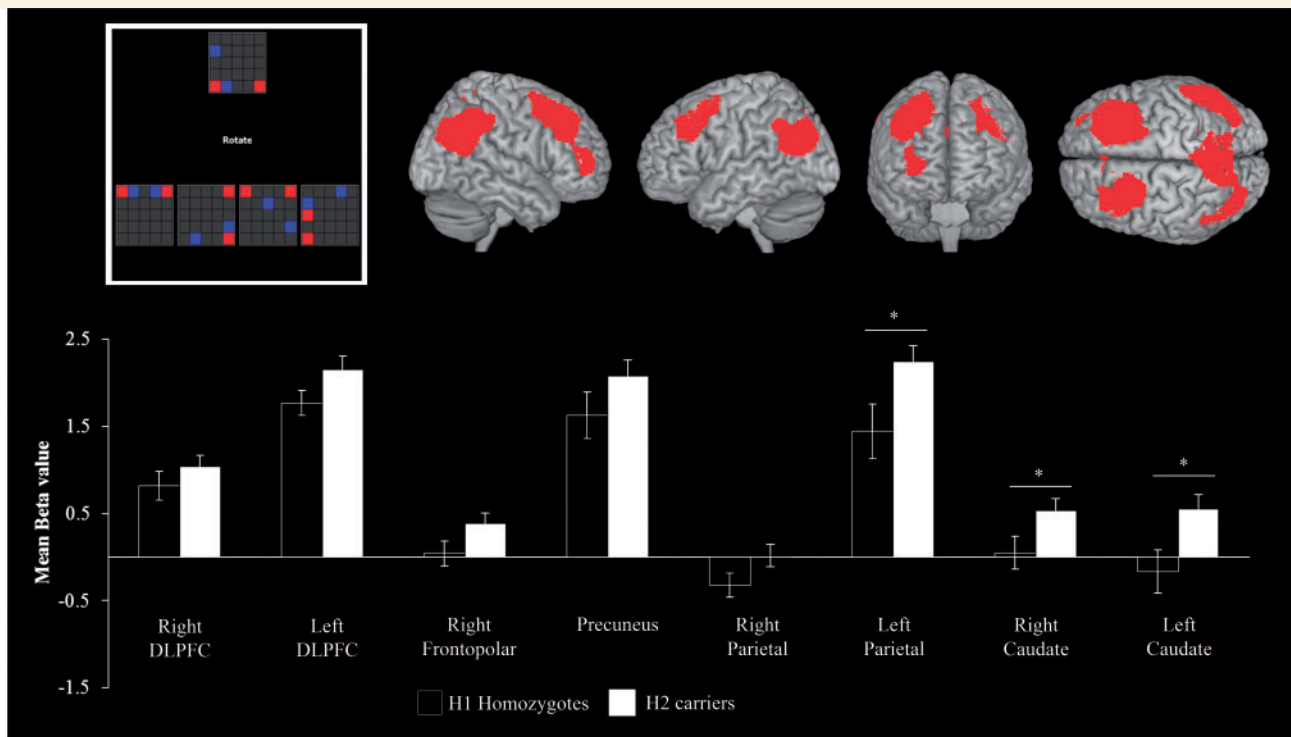 Rotate
*
*
*
2.5
1.5
0.5
-0.5
-1.5
Mean Beta value
Right
DLPFC
Left
DLPFC
Right
Frontopolar
Precuneus
Right
Parietal
Left
Parietal
Right
Caudate
Left
Caudate
H1 Homozygotes
H2 carriers